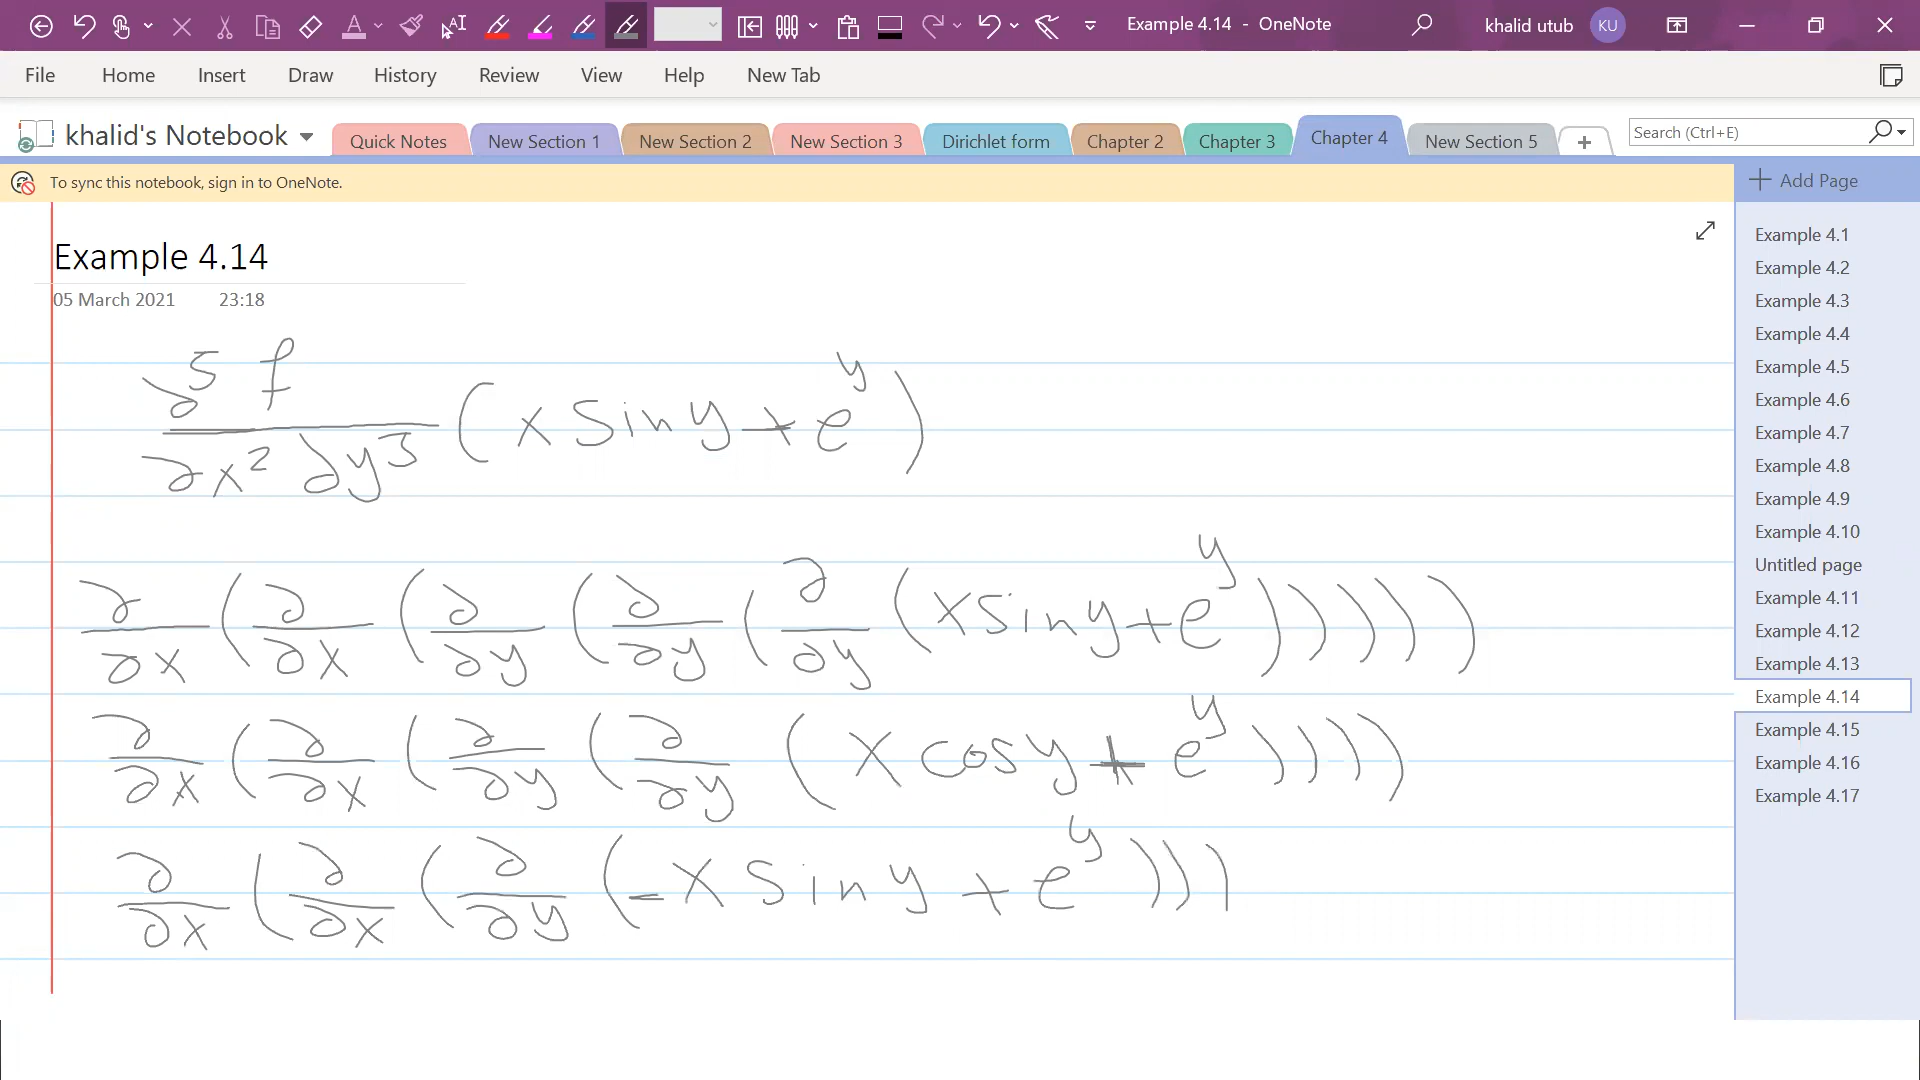 Example 4.14 - OneNote
khalid utub
KU
File Home Insert Draw History Review View Help New Tab
khalid's Notebook
Quick Notes New Section 1 New Section 2 New Section 3 Dirichlet form Chapter 2 Chapter 3 Chapter 4 New Section 5 +
Search (Ctrl+E)
To sync this notebook, sign in to OneNote.
Example 4.14
05 March 2021 23:18
∂⁵f/∂x²∂y³ (x sin y + e^y)
∂/∂x (∂/∂x (∂/∂y (∂/∂y (∂/∂y (x sin y + e^y)))))
∂/∂x (∂/∂x (∂/∂y (∂/∂y (x cos y + e^y))))
∂/∂x (∂/∂x (∂/∂y (-x sin y + e^y)))
Add Page
Example 4.1
Example 4.2
Example 4.3
Example 4.4
Example 4.5
Example 4.6
Example 4.7
Example 4.8
Example 4.9
Example 4.10
Untitled page
Example 4.11
Example 4.12
Example 4.13
Example 4.14
Example 4.15
Example 4.16
Example 4.17